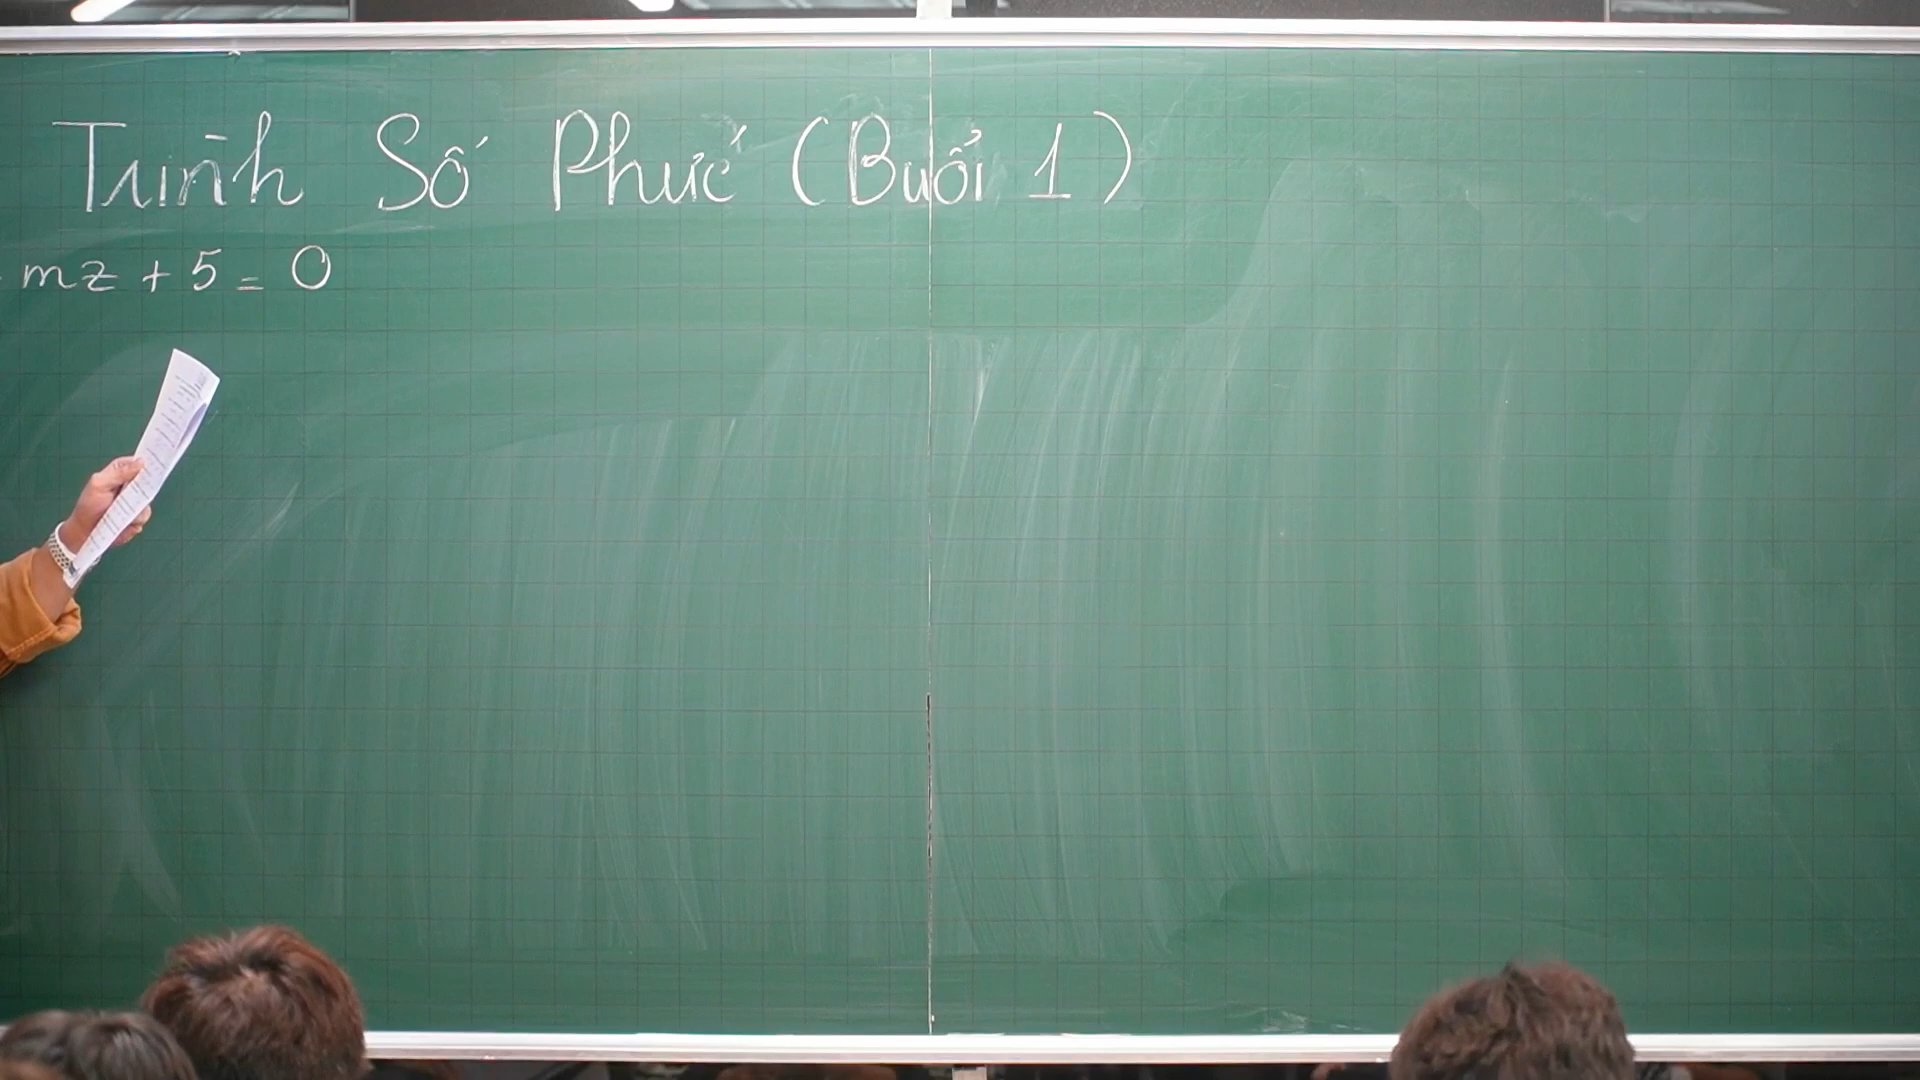 Trình Số Phức (Buổi 1)
mz + 5 = 0